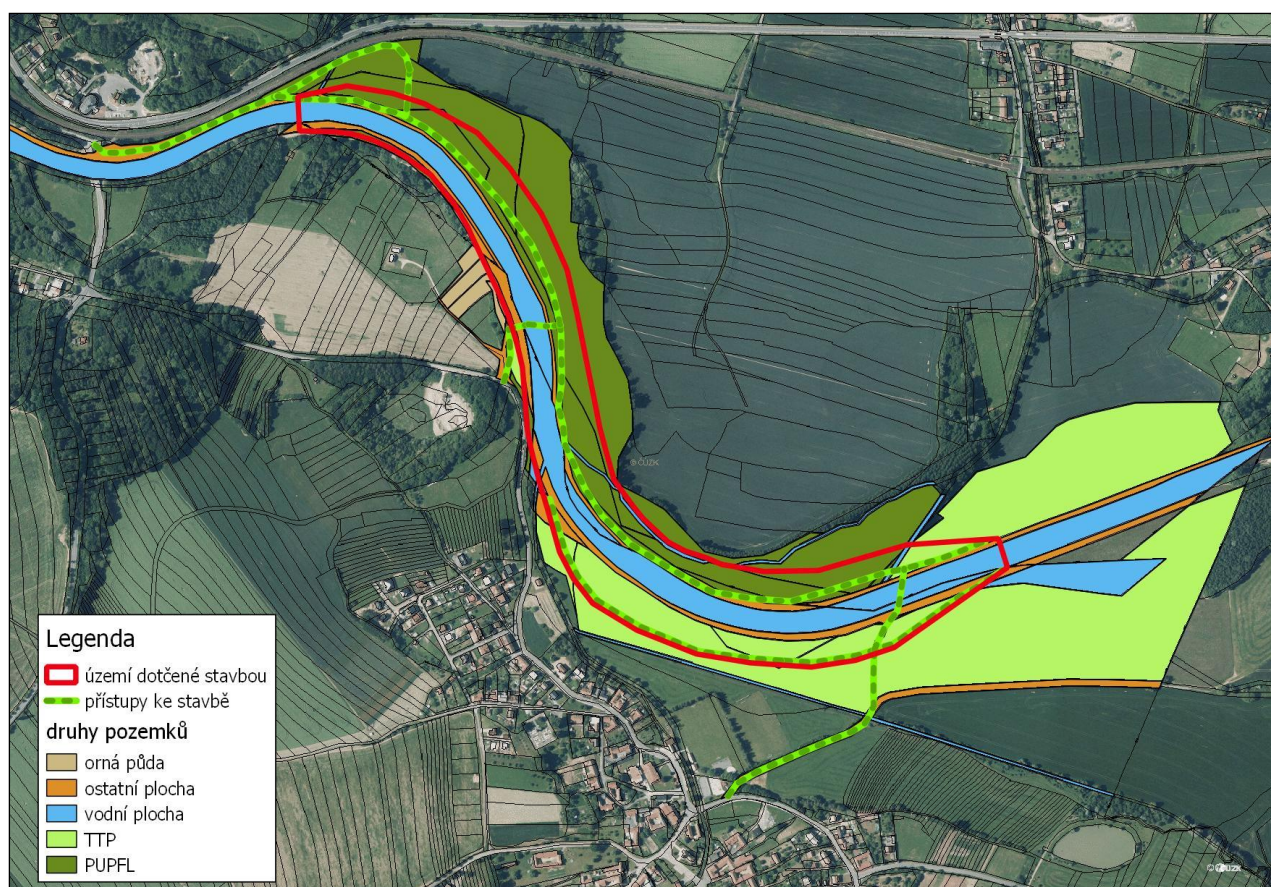 © ČÚZK
Legenda
území dotčené stavbou
přístupy ke stavbě
druhy pozemků
orná půda
ostatní plocha
vodní plocha
TTP
PUPFL
© ČÚZK